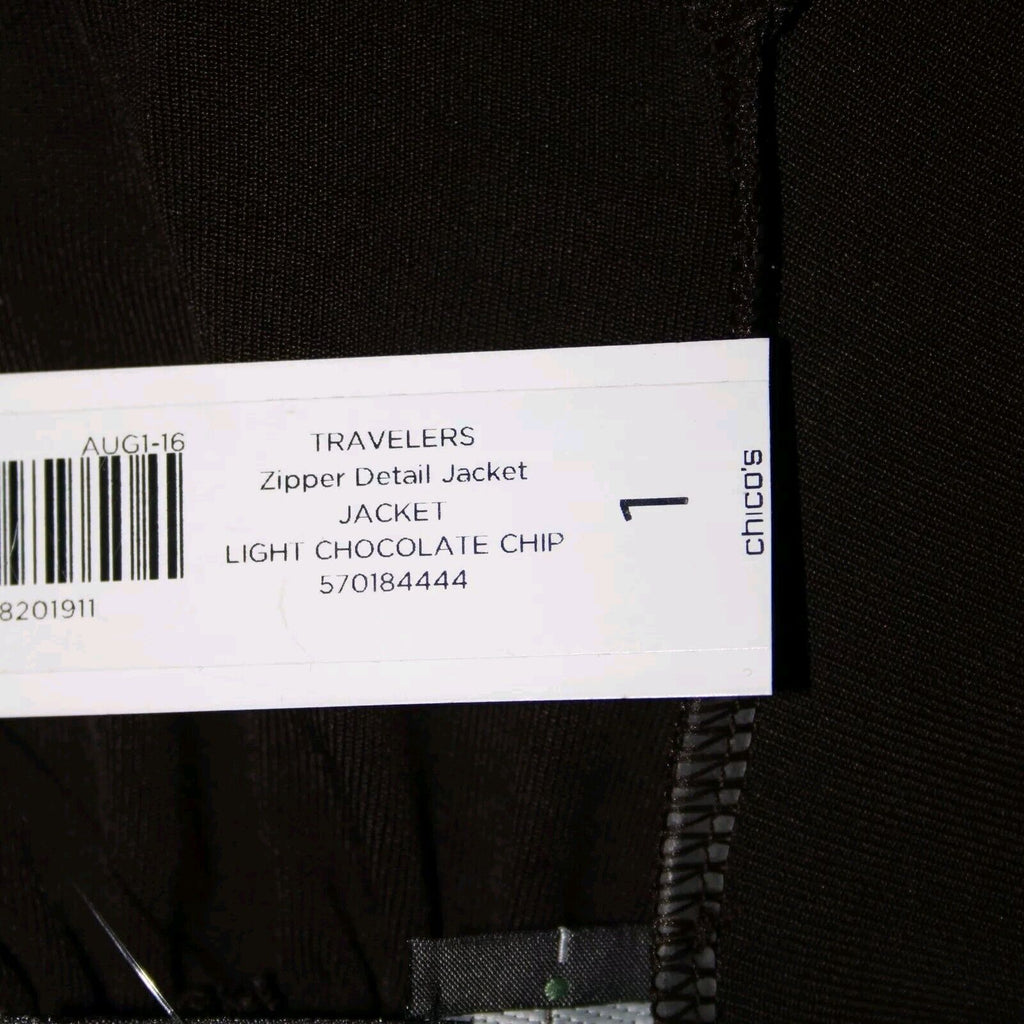 AUG1-16
8201911
TRAVELERS
Zipper Detail Jacket
JACKET
LIGHT CHOCOLATE CHIP
570184444
1
chico's